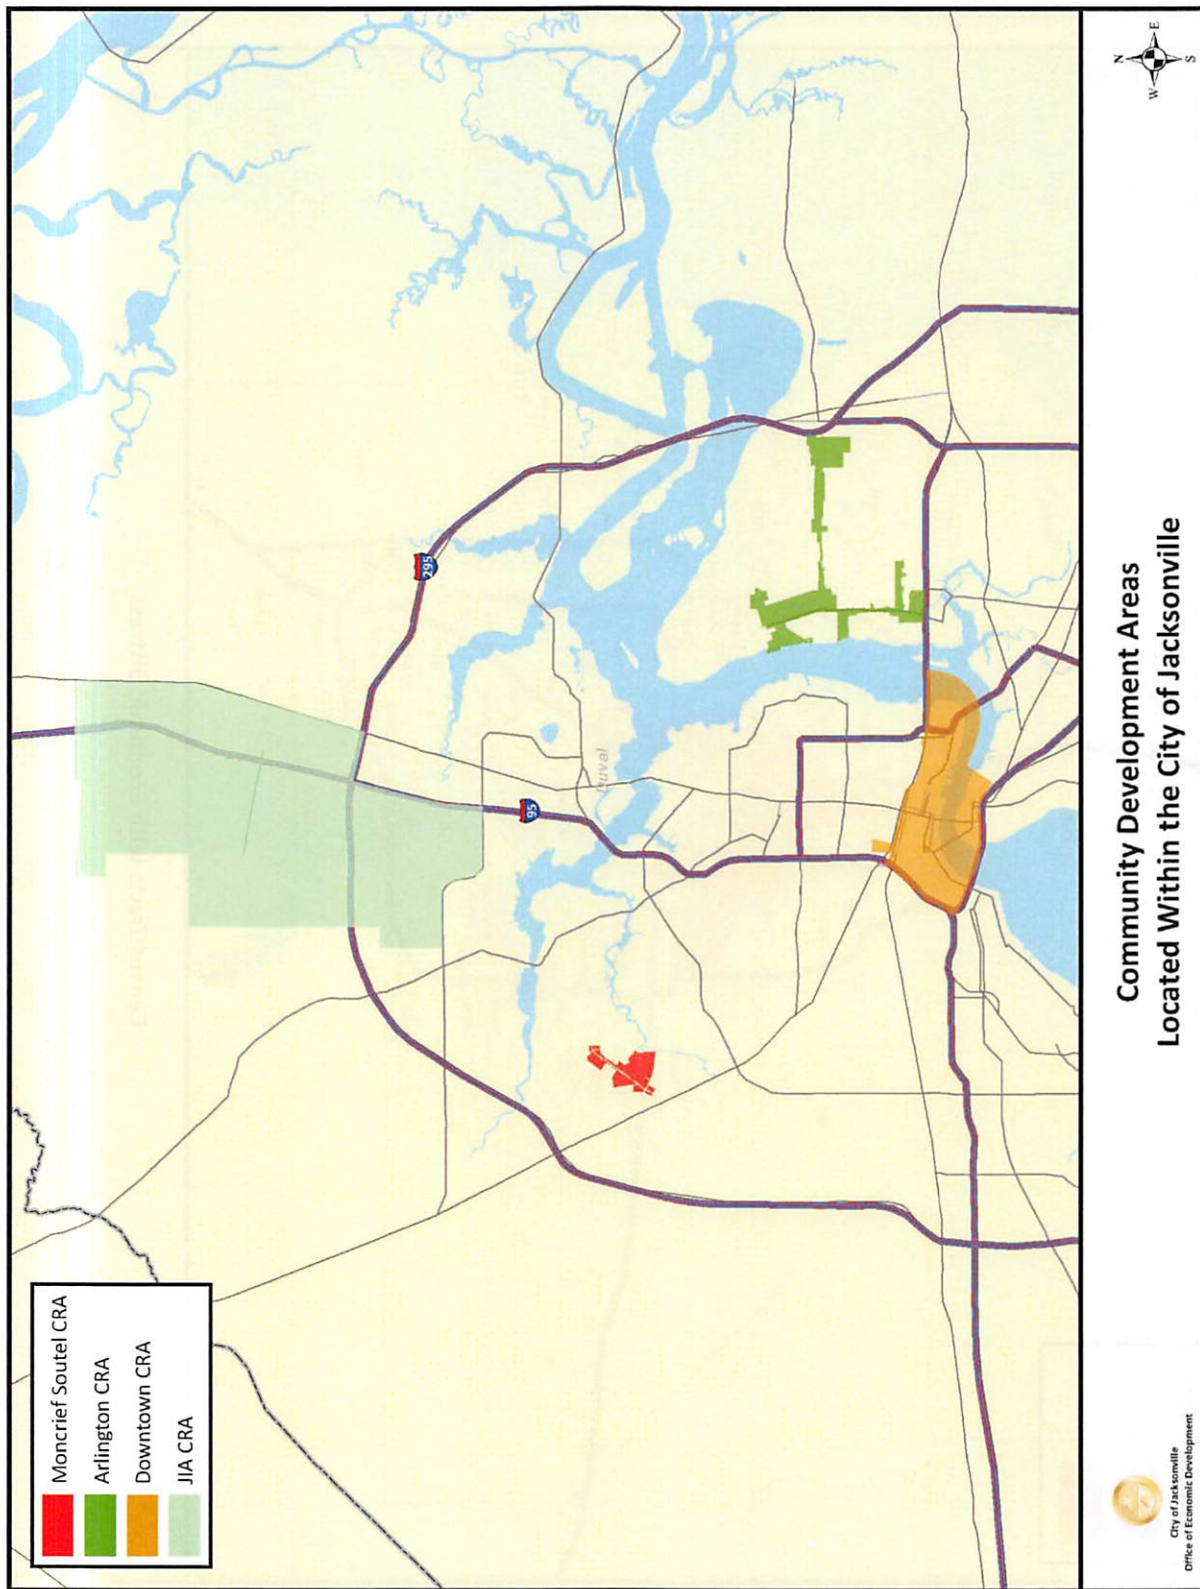 Moncrief Soutel CRA
Arlington CRA
Downtown CRA
JIA CRA
295
95
Duval
Community Development Areas
Located Within the City of Jacksonville
N
W
E
S
City of Jacksonville
Office of Economic Development